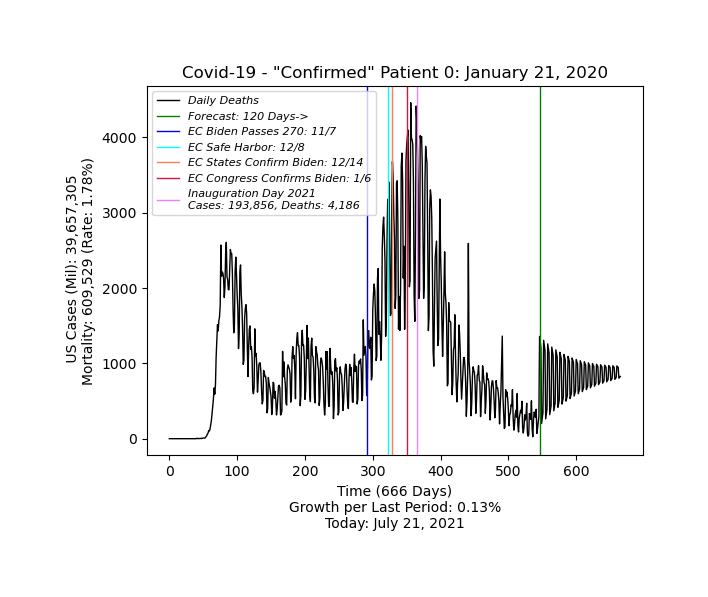 Covid-19 - "Confirmed" Patient 0: January 21, 2020
Daily Deaths
Forecast: 120 Days->
EC Biden Passes 270: 11/7
EC Safe Harbor: 12/8
EC States Confirm Biden: 12/14
EC Congress Confirms Biden: 1/6
Inauguration Day 2021
Cases: 193,856, Deaths: 4,186
4000
3000
2000
1000
0
US Cases (Mil): 39,657,305
Mortality: 609,529 (Rate: 1.78%)
0 100 200 300 400 500 600
Time (666 Days)
Growth per Last Period: 0.13%
Today: July 21, 2021